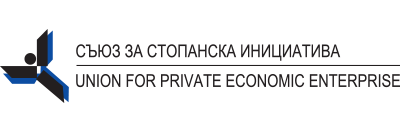 СЪЮЗ ЗА СТОПАНСКА ИНИЦИАТИВА
UNION FOR PRIVATE ECONOMIC ENTERPRISE